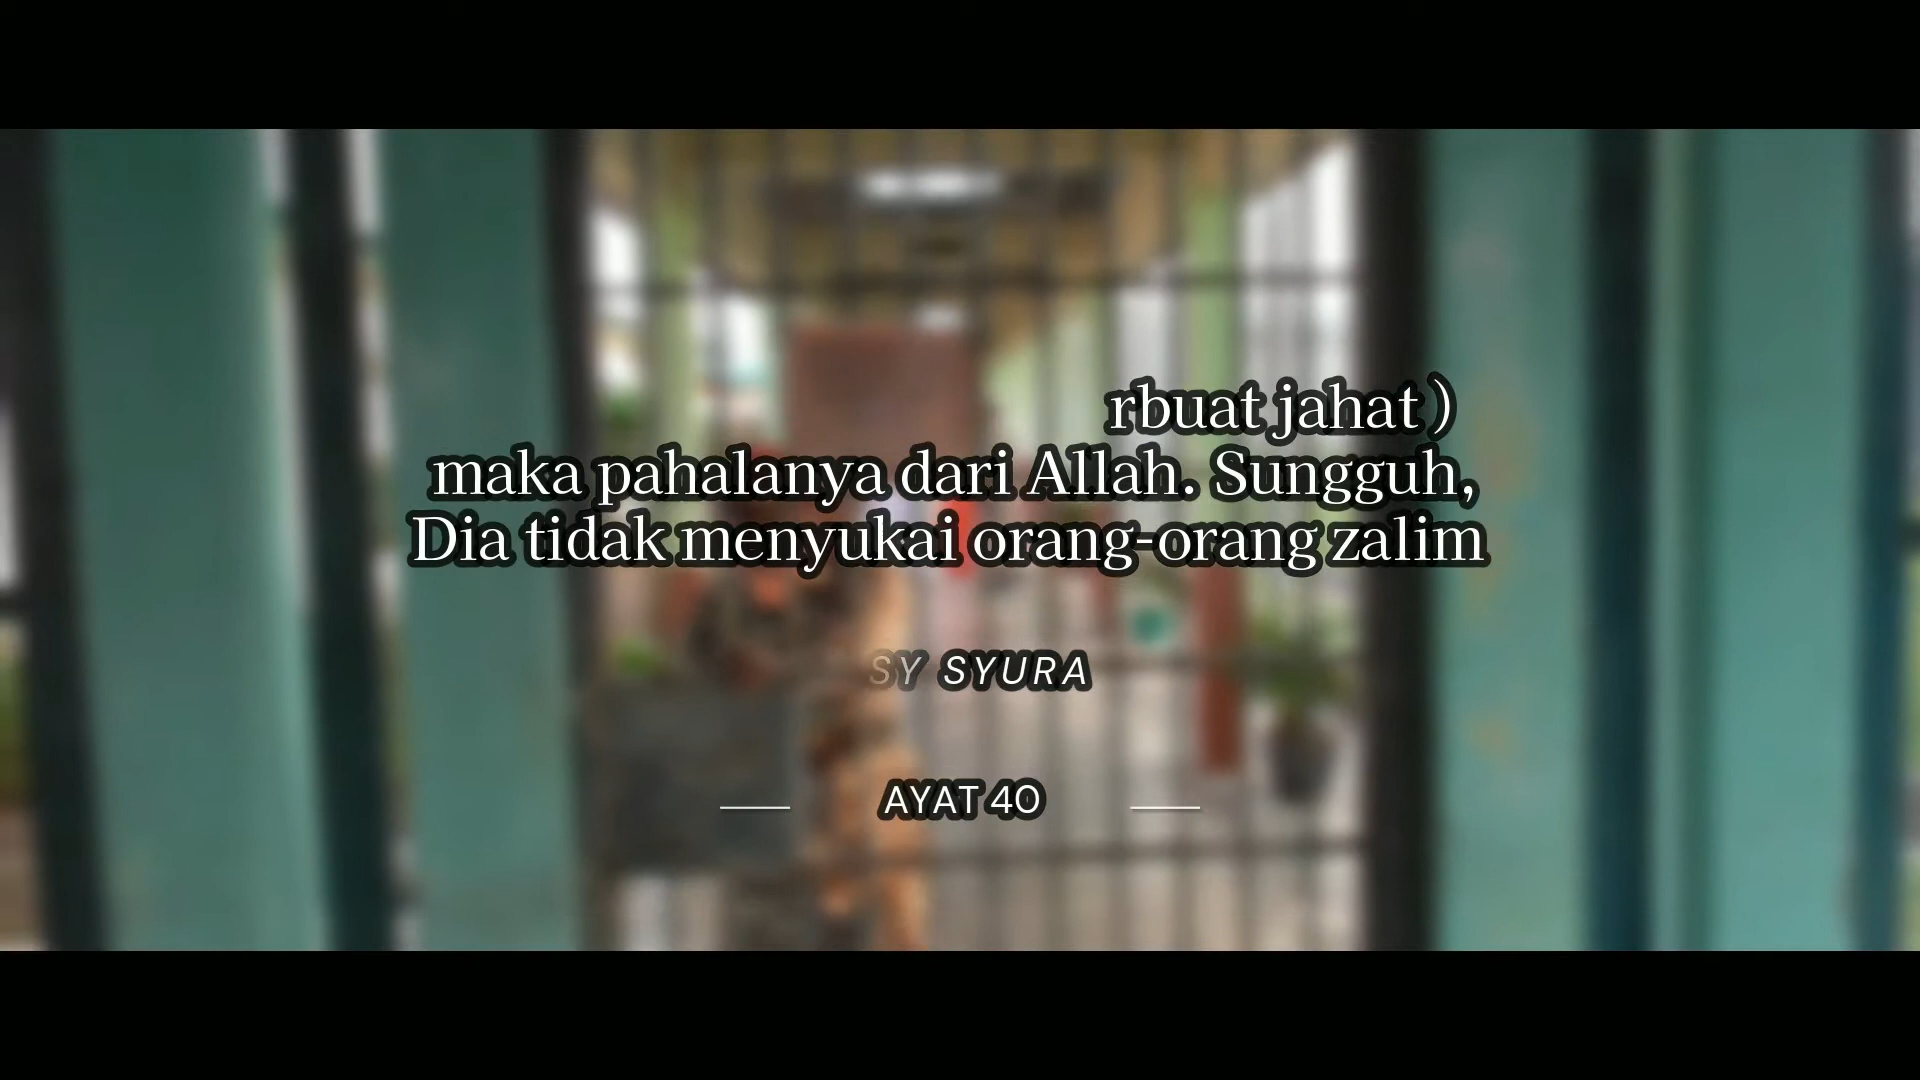 rbuat jahat )
maka pahalanya dari Allah. Sungguh,
Dia tidak menyukai orang-orang zalim
SY SYURA
AYAT 40